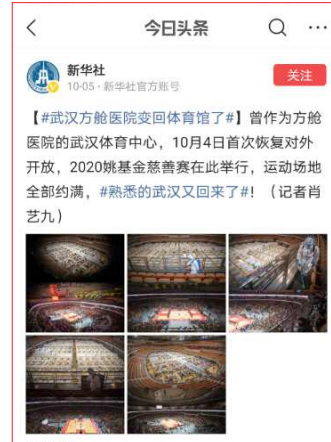 今日头条
新华社
关注
10-05·新华社官方账号
【#武汉方舱医院变回体育馆了#】曾作为方舱
医院的武汉体育中心，10月4日首次恢复对外
开放，2020姚基金慈善赛在此举行，运动场地
全部约满，#熟悉的武汉又回来了#！（记者肖
艺九）